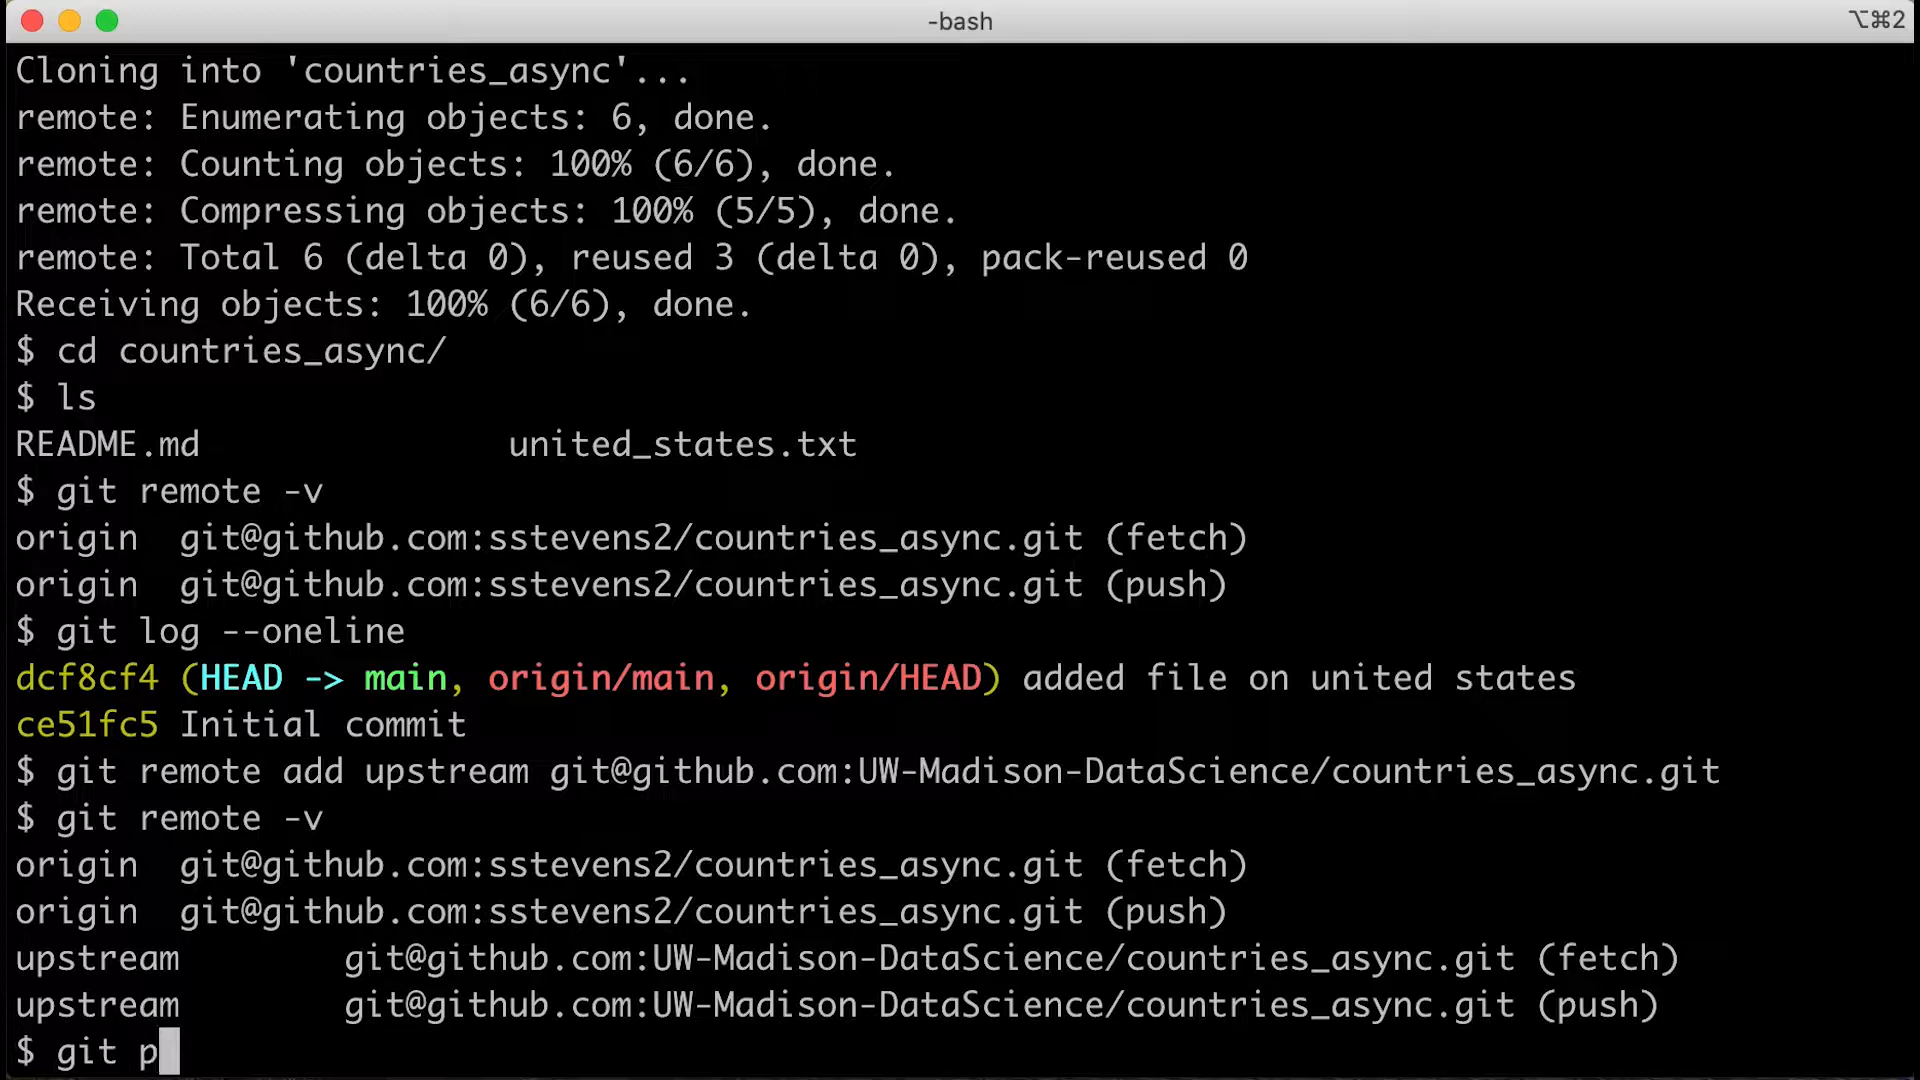 -bash
⌥⌘2
Cloning into 'countries_async'...
remote: Enumerating objects: 6, done.
remote: Counting objects: 100% (6/6), done.
remote: Compressing objects: 100% (5/5), done.
remote: Total 6 (delta 0), reused 3 (delta 0), pack-reused 0
Receiving objects: 100% (6/6), done.
$ cd countries_async/
$ ls
README.md united_states.txt
$ git remote -v
origin git@github.com:sstevens2/countries_async.git (fetch)
origin git@github.com:sstevens2/countries_async.git (push)
$ git log --oneline
dcf8cf4 (HEAD -> main, origin/main, origin/HEAD) added file on united states
ce51fc5 Initial commit
$ git remote add upstream git@github.com:UW-Madison-DataScience/countries_async.git
$ git remote -v
origin git@github.com:sstevens2/countries_async.git (fetch)
origin git@github.com:sstevens2/countries_async.git (push)
upstream git@github.com:UW-Madison-DataScience/countries_async.git (fetch)
upstream git@github.com:UW-Madison-DataScience/countries_async.git (push)
$ git p